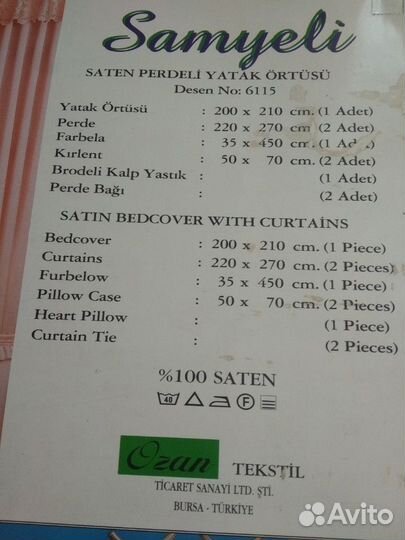 Samyeli
SATEN PERDELİ YATAK ÖRTÜSÜ
Desen No: 6115
Yatak Örtüsü : 200 x 210 cm. (1 Adet)
Perde : 220 x 270 cm. (2 Adet)
Farbela : 35 x 450 cm. (1 Adet)
Kırlent : 50 x 70 cm. (2 Adet)
Brodeli Kalp Yastık : (1 Adet)
Perde Bağı : (2 Adet)
SATIN BEDCOVER WITH CURTAİNS
Bedcover : 200 x 210 cm. (1 Piece)
Curtains : 220 x 270 cm. (2 Pieces)
Furbelow : 35 x 450 cm. (1 Piece)
Pillow Case : 50 x 70 cm. (2 Pieces)
Heart Pillow : (1 Piece)
Curtain Tie : (2 Pieces)
%100 SATEN
40 F
Ozan TEKSTİL
TİCARET SANAYİ LTD. ŞTİ.
BURSA - TÜRKİYE
Avito